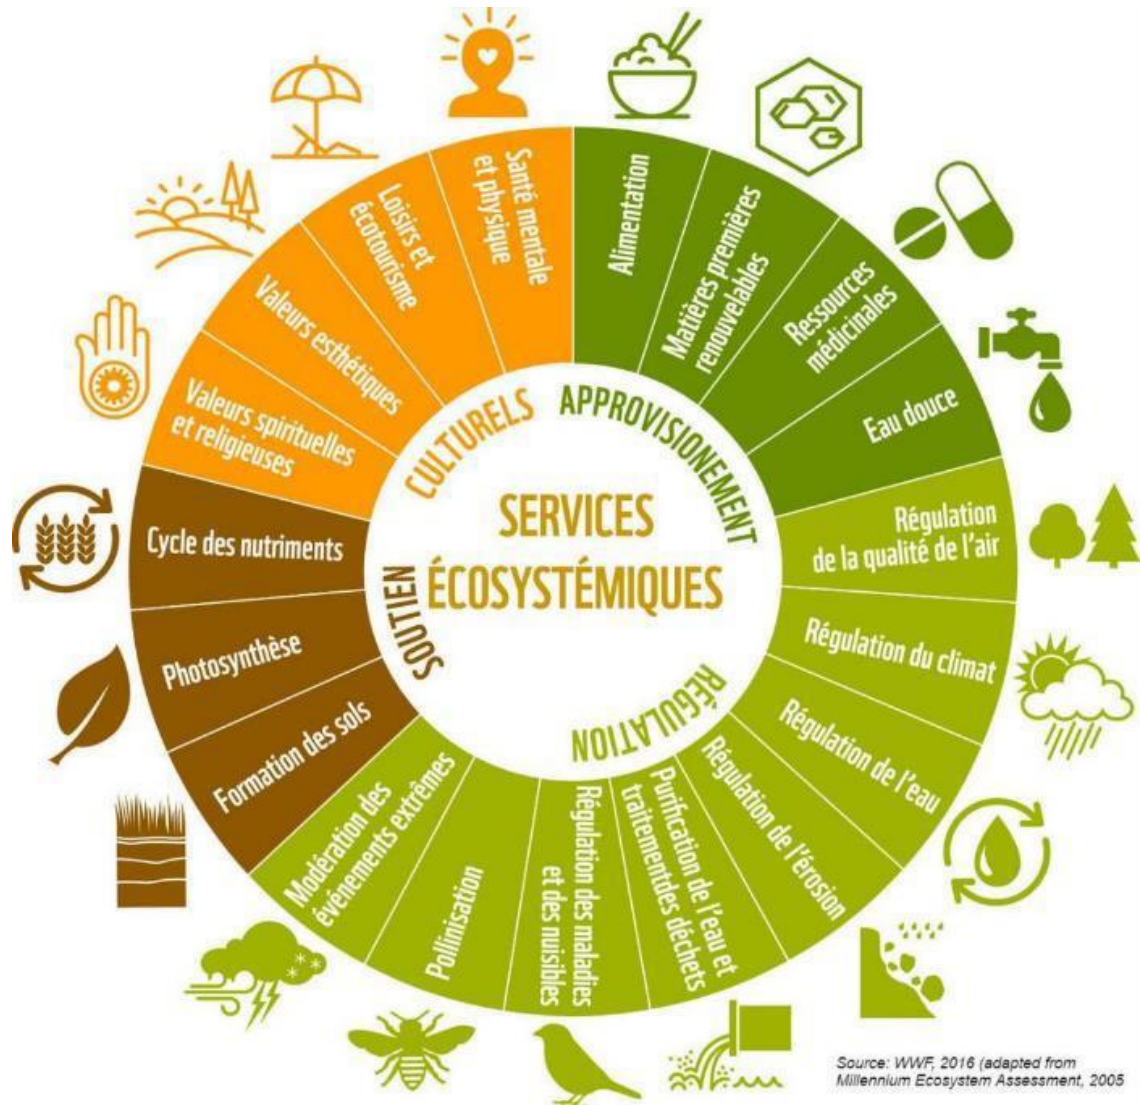 SERVICES
ÉCOSYSTÉMIQUES
APPROVISIONEMENT
Alimentation
Matières premières
renouvelables
Ressources
médicinales
Eau douce
RÉGULATION
Régulation
de la qualité de l'air
Régulation du climat
Régulation de l'eau
Régulation de l'érosion
Purification de l'eau et
traitementdes déchets
Régulation des maladies
et des nuisibles
Pollinisation
Modération des
événements extrêmes
SOUTIEN
Formation des sols
Photosynthèse
Cycle des nutriments
CULTURELS
Valeurs spirituelles
et religieuses
Valeurs esthétiques
Loisirs et
écotourisme
Santé mentale
et physique
Source: WWF, 2016 (adapted from
Millennium Ecosystem Assessment, 2005